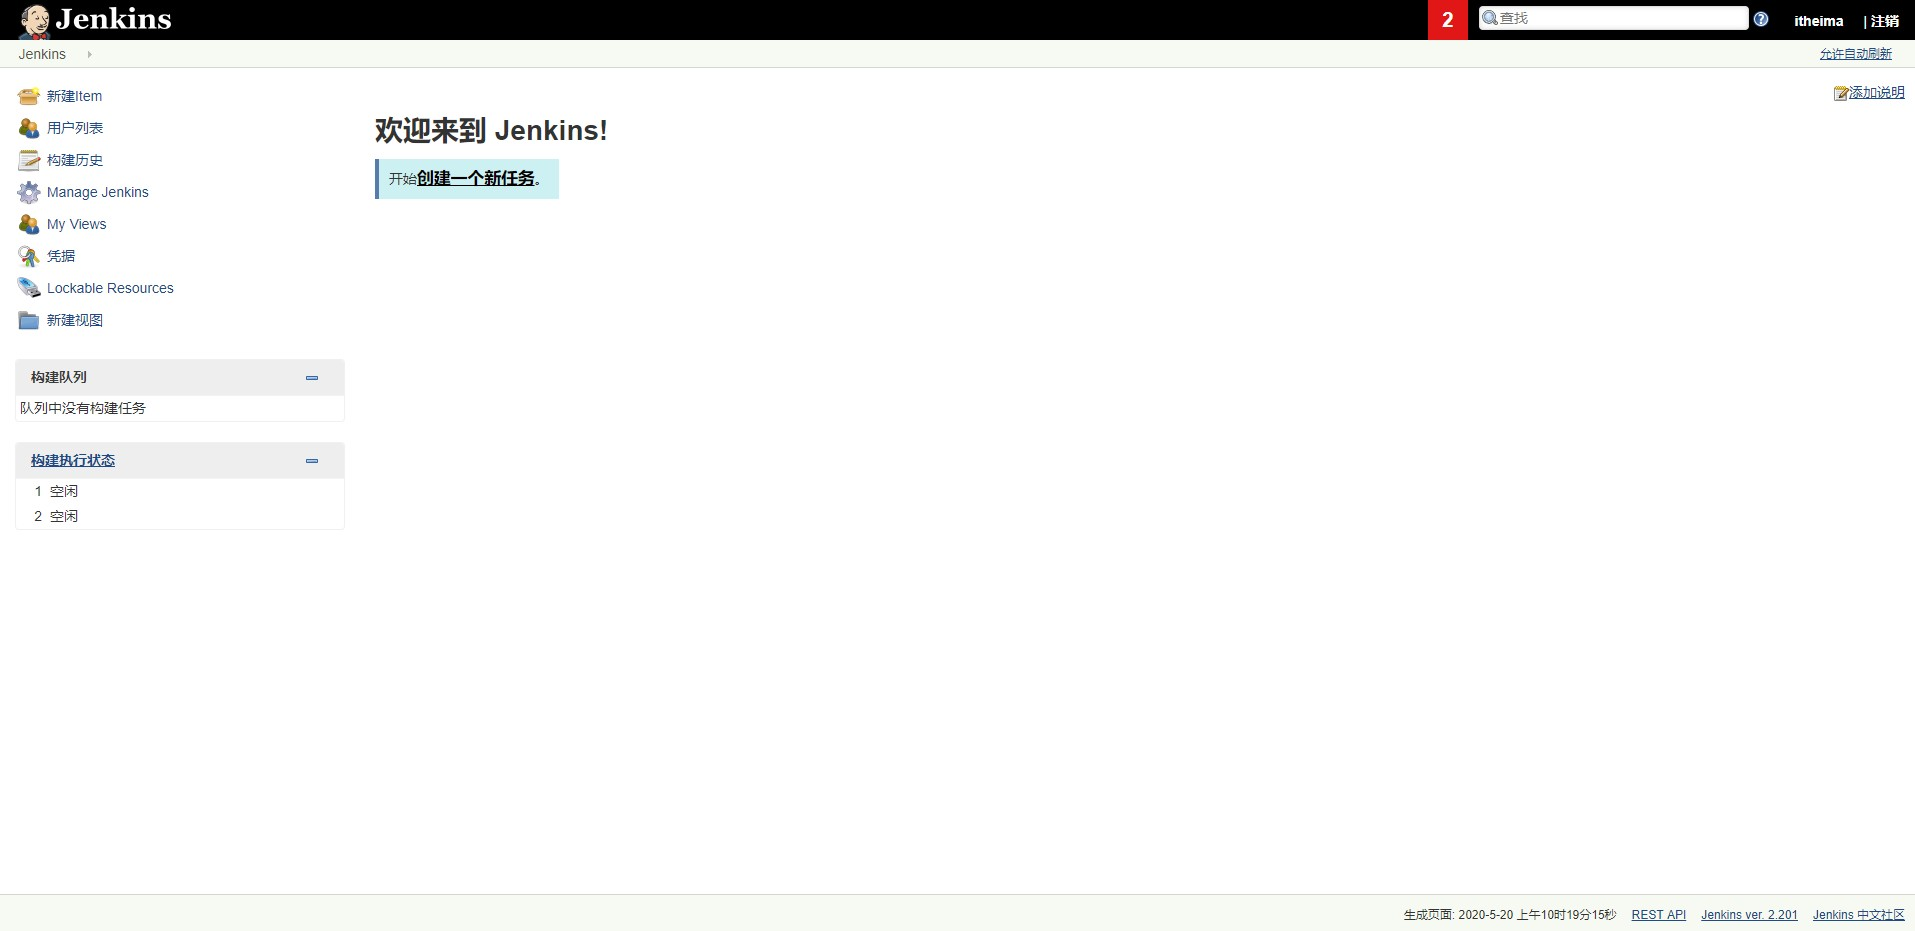 Jenkins
2
查找
itheima | 注销
Jenkins
允许自动刷新
新建Item
用户列表
构建历史
Manage Jenkins
My Views
凭据
Lockable Resources
新建视图
构建队列
队列中没有构建任务
构建执行状态
1 空闲
2 空闲
添加说明
欢迎来到 Jenkins!
开始创建一个新任务。
生成页面: 2020-5-20 上午10时19分15秒 REST API Jenkins ver. 2.201 Jenkins 中文社区